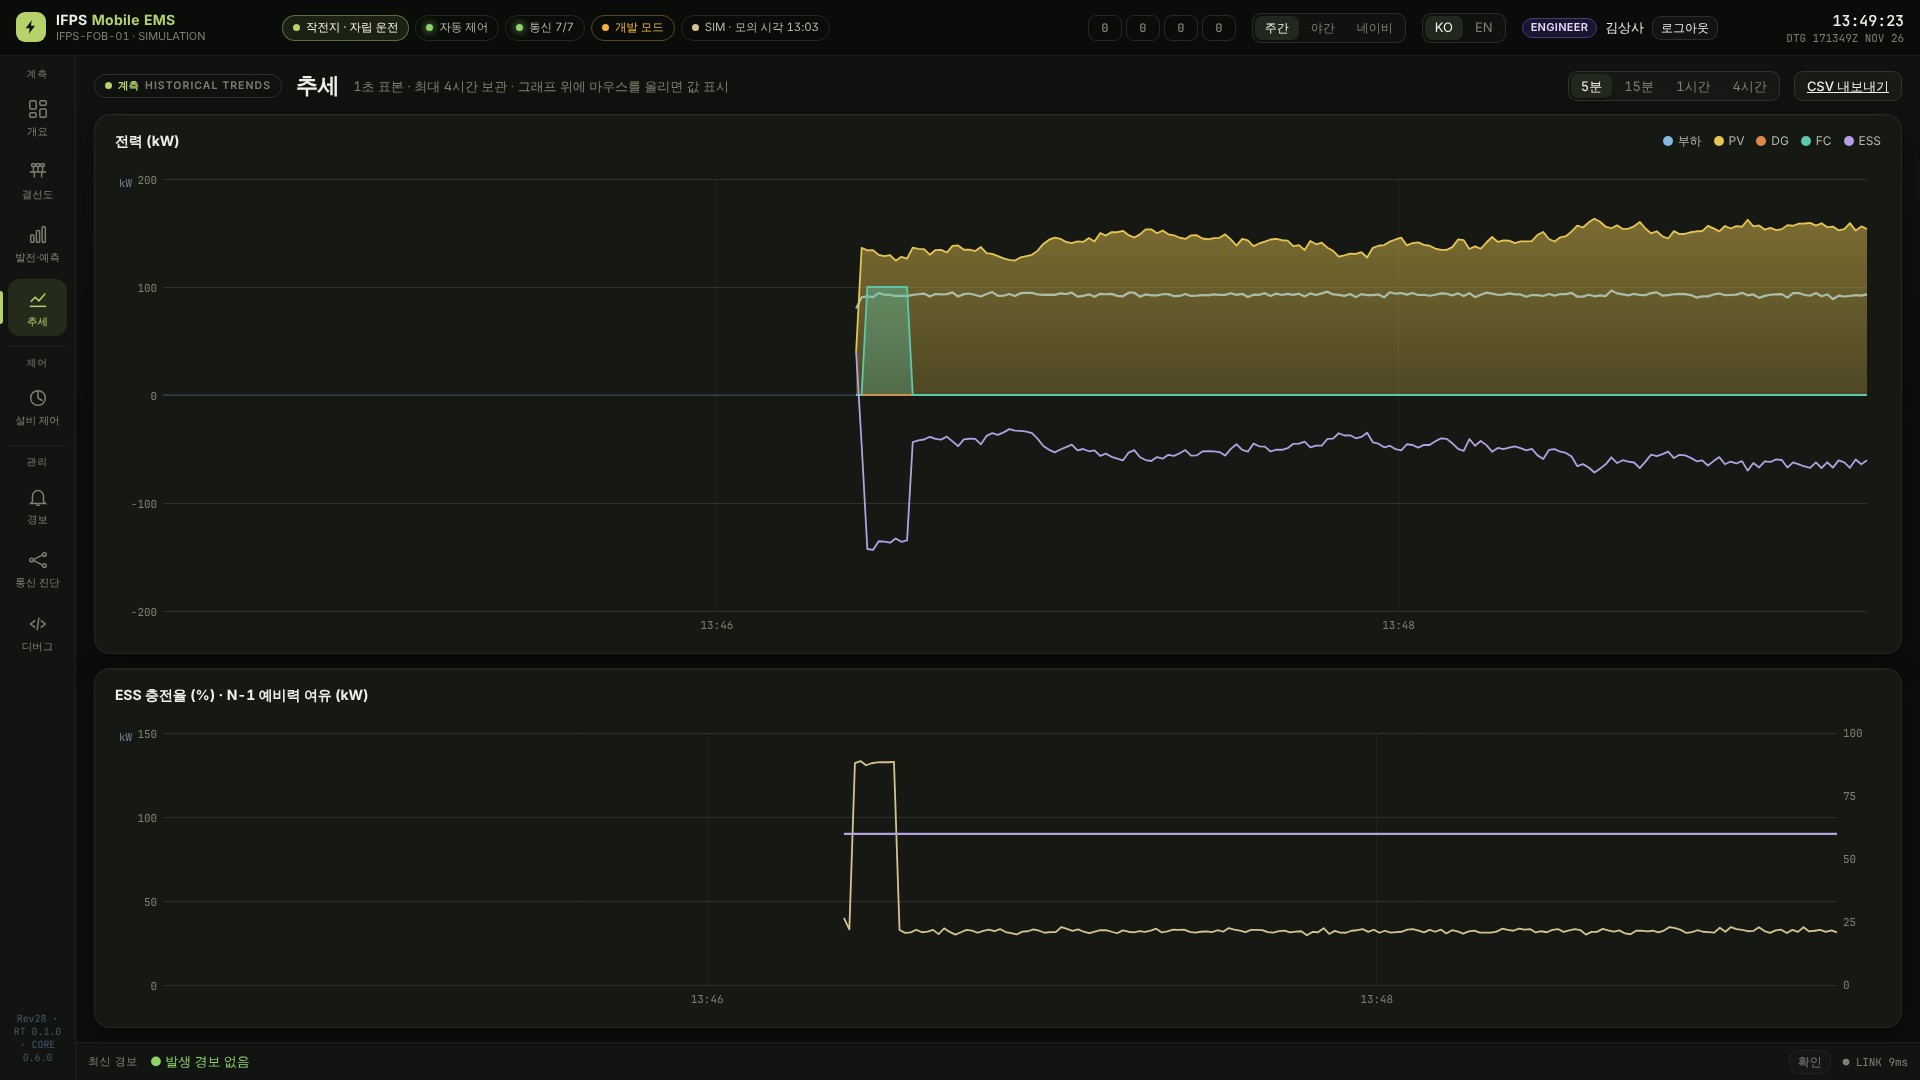 IFPS Mobile EMS
IFPS-FOB-01 · SIMULATION
작전지 · 자립 운전
자동 제어
통신 7/7
개발 모드
SIM · 모의 시각 13:03
0 0 0 0
주간 야간 네이비
KO EN
ENGINEER 김상사 로그아웃
13:49:23
DTG 171349Z NOV 26
계측
개요
결선도
발전·예측
추세
제어
설비 제어
관리
경보
통신 진단
디버그
Rev28 ·
RT 0.1.0
· CORE
0.6.0
계측 HISTORICAL TRENDS
추세
1초 표본 · 최대 4시간 보관 · 그래프 위에 마우스를 올리면 값 표시
5분 15분 1시간 4시간
CSV 내보내기
전력 (kW)
부하 PV DG FC ESS
kW 200
100
0
-100
-200
13:46 13:48
ESS 충전율 (%) · N-1 예비력 여유 (kW)
kW 150
100
50
0
100
75
50
25
0
13:46 13:48
최신 경보 발생 경보 없음
확인 LINK 9ms